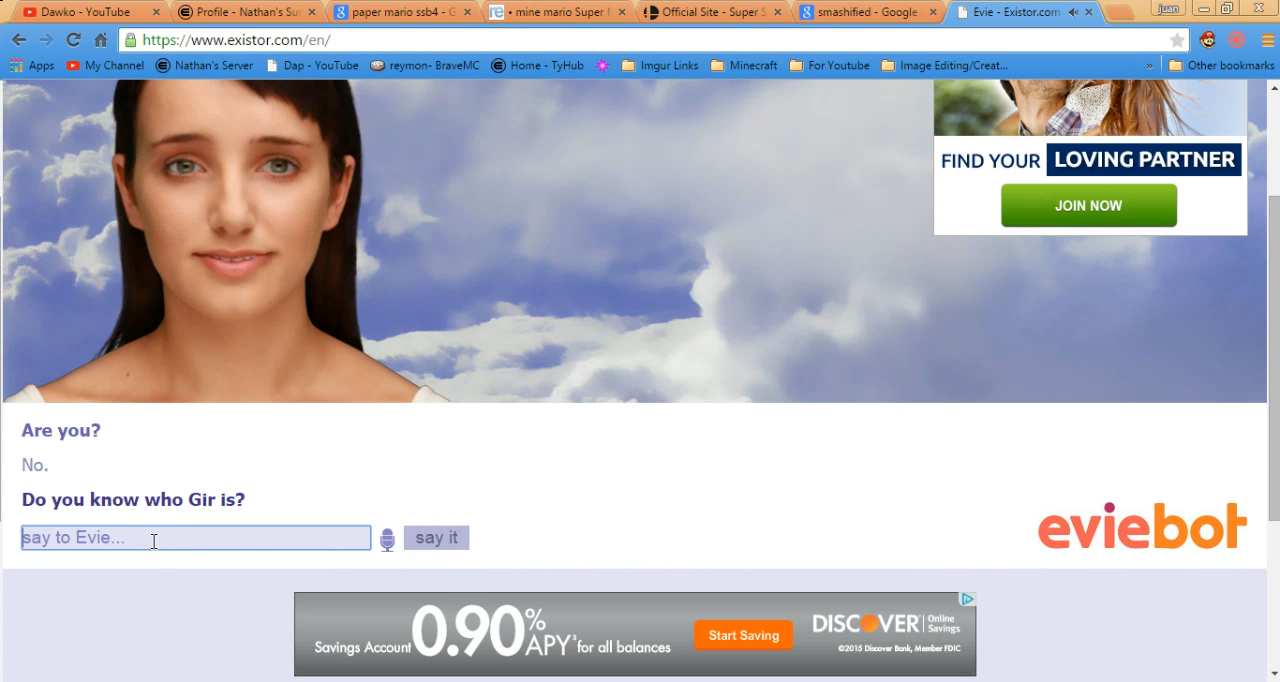 Dawko - YouTube
Profile - Nathan's Su
paper mario ssb4 - G
• mine mario Super M
Official Site - Super S
smashified - Google
Evie - Existor.com
juan
https://www.existor.com/en/
Apps
My Channel
Nathan's Server
Dap - YouTube
reymon- BraveMC
Home - TyHub
Imgur Links
Minecraft
For Youtube
Image Editing/Creat...
»
Other bookmarks
FIND YOUR LOVING PARTNER
JOIN NOW
Are you?
No.
Do you know who Gir is?
say to Evie...
say it
eviebot
Savings Account 0.90% APY³ for all balances
Start Saving
DISCOVER Online Savings
©2015 Discover Bank, Member FDIC